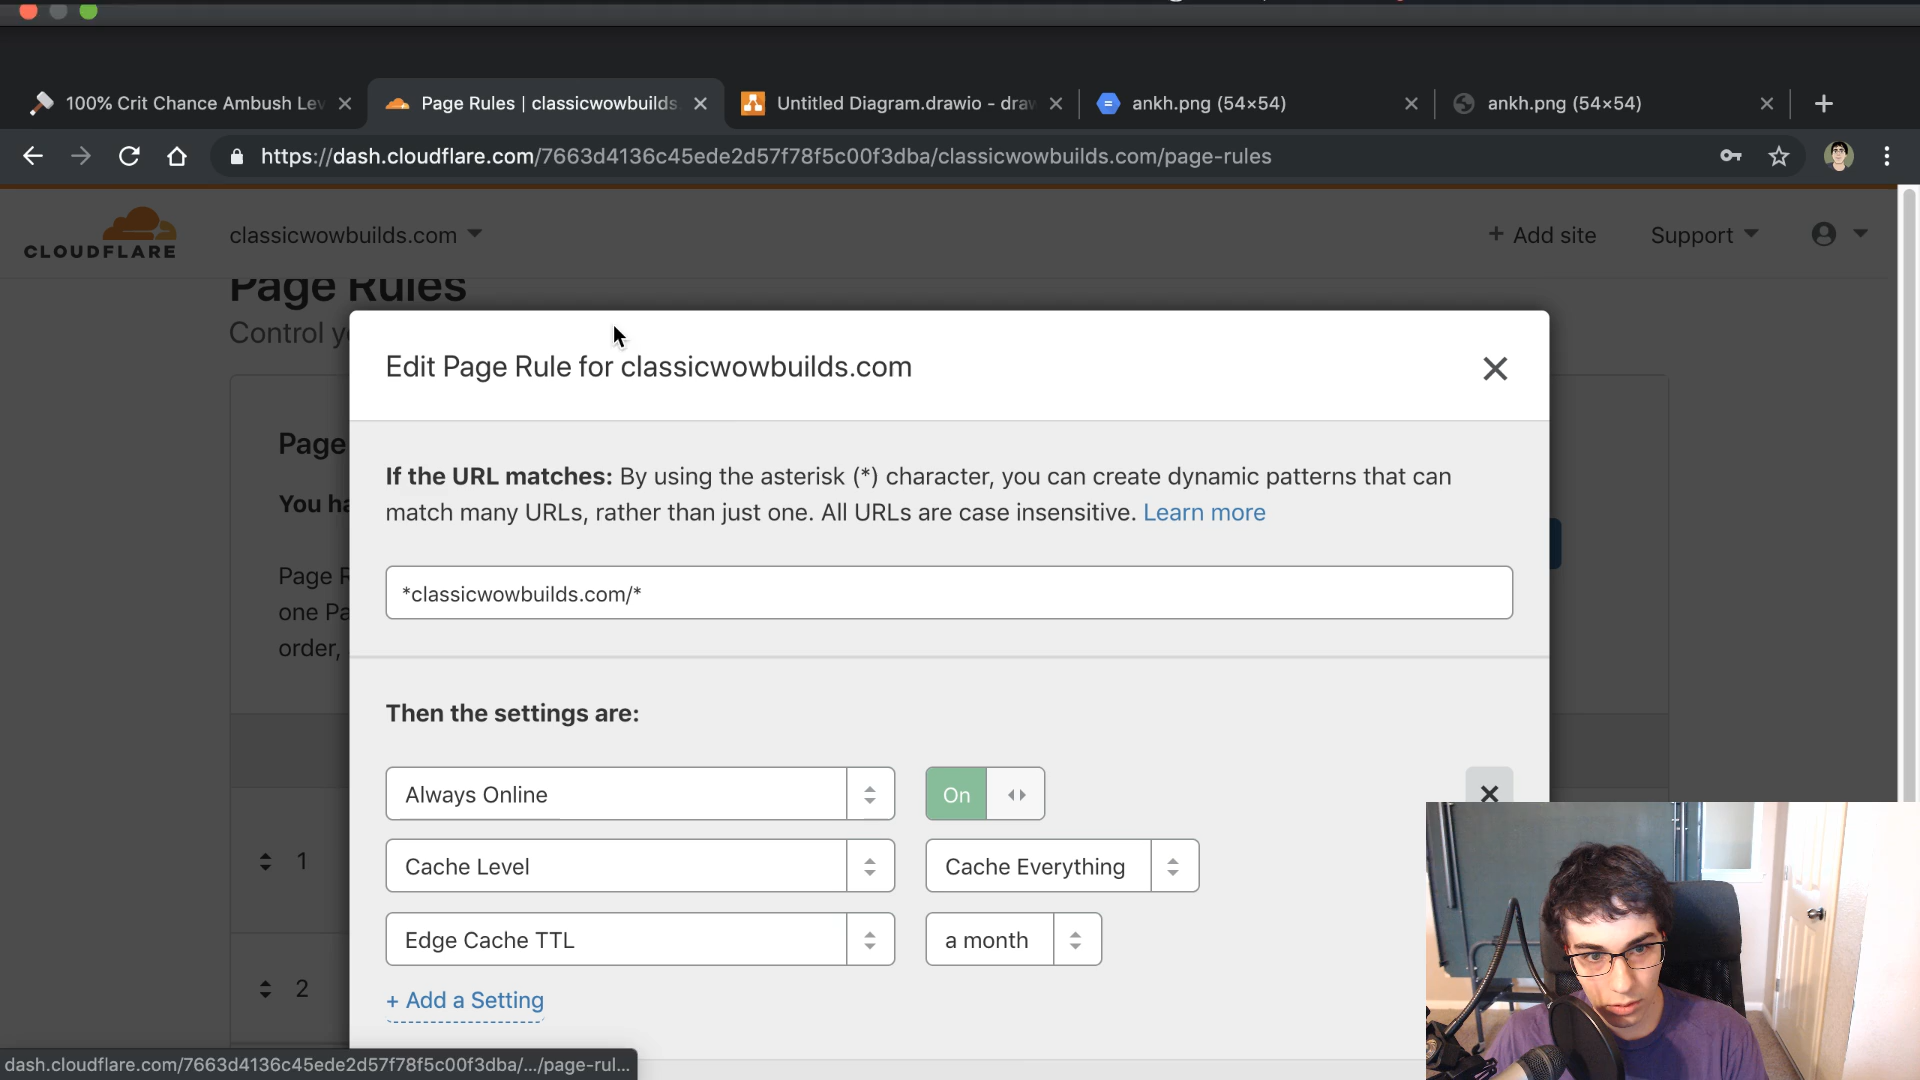 100% Crit Chance Ambush Lev
Page Rules | classicwowbuilds.
Untitled Diagram.drawio - draw
ankh.png (54×54)
ankh.png (54×54)
https://dash.cloudflare.com/7663d4136c45ede2d57f78f5c00f3dba/classicwowbuilds.com/page-rules
CLOUDFLARE
classicwowbuilds.com
+ Add site
Support
Page Rules
Control yo
Edit Page Rule for classicwowbuilds.com
Page
You ha
If the URL matches: By using the asterisk (*) character, you can create dynamic patterns that can
match many URLs, rather than just one. All URLs are case insensitive. Learn more
Page R
one Pa
order,
*classicwowbuilds.com/*
Then the settings are:
Always Online
On
Cache Level
Cache Everything
1
Edge Cache TTL
a month
2
+ Add a Setting
dash.cloudflare.com/7663d4136c45ede2d57f78f5c00f3dba/.../page-rul...